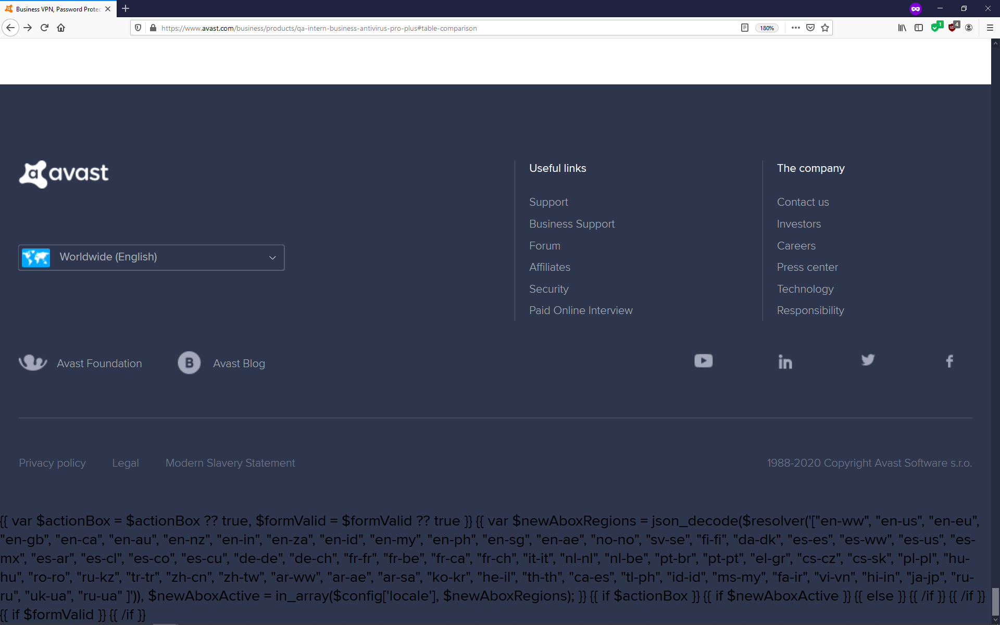 Business VPN, Password Protec
https://www.avast.com/business/products/qa-intern-business-antivirus-pro-plus#table-comparison
180%
1
4
avast
Useful links
The company
Support
Contact us
Business Support
Investors
Forum
Careers
Worldwide (English)
Affiliates
Press center
Security
Technology
Paid Online Interview
Responsibility
Avast Foundation
B
Avast Blog
in
f
Privacy policy
Legal
Modern Slavery Statement
1988-2020 Copyright Avast Software s.r.o.
{{ var $actionBox = $actionBox ?? true, $formValid = $formValid ?? true }} {{ var $newAboxRegions = json_decode($resolver('["en-ww", "en-us", "en-eu",
"en-gb", "en-ca", "en-au", "en-nz", "en-in", "en-za", "en-id", "en-my", "en-ph", "en-sg", "en-ae", "no-no", "sv-se", "fi-fi", "da-dk", "es-es", "es-ww", "es-us", "es-
mx", "es-ar", "es-cl", "es-co", "es-cu", "de-de", "de-ch", "fr-fr", "fr-be", "fr-ca", "fr-ch", "it-it", "nl-nl", "nl-be", "pt-br", "pt-pt", "el-gr", "cs-cz", "cs-sk", "pl-pl", "hu-
hu", "ro-ro", "ru-kz", "tr-tr", "zh-cn", "zh-tw", "ar-ww", "ar-ae", "ar-sa", "ko-kr", "he-il", "th-th", "ca-es", "tl-ph", "id-id", "ms-my", "fa-ir", "vi-vn", "hi-in", "ja-jp", "ru-
ru", "uk-ua", "ru-ua" ]')), $newAboxActive = in_array($config['locale'], $newAboxRegions); }} {{ if $actionBox }} {{ if $newAboxActive }} {{ else }} {{ /if }} {{ /if }}
{{ if $formValid }} {{ /if }}